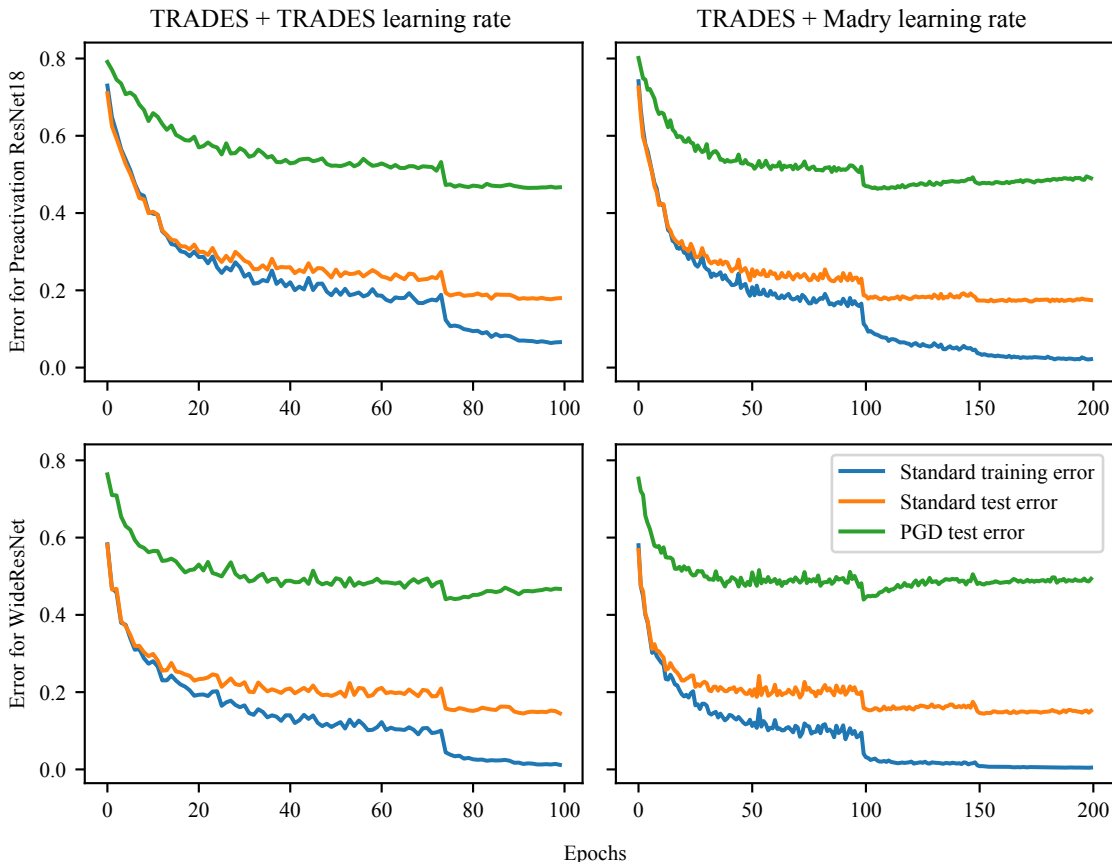 TRADES + TRADES learning rate
TRADES + Madry learning rate
Error for Preactivation ResNet18
0.8
0.6
0.4
0.2
0.0
0 20 40 60 80 100
0 50 100 150 200
Error for WideResNet
0.8
0.6
0.4
0.2
0.0
0 20 40 60 80 100
Standard training error
Standard test error
PGD test error
0 50 100 150 200
Epochs